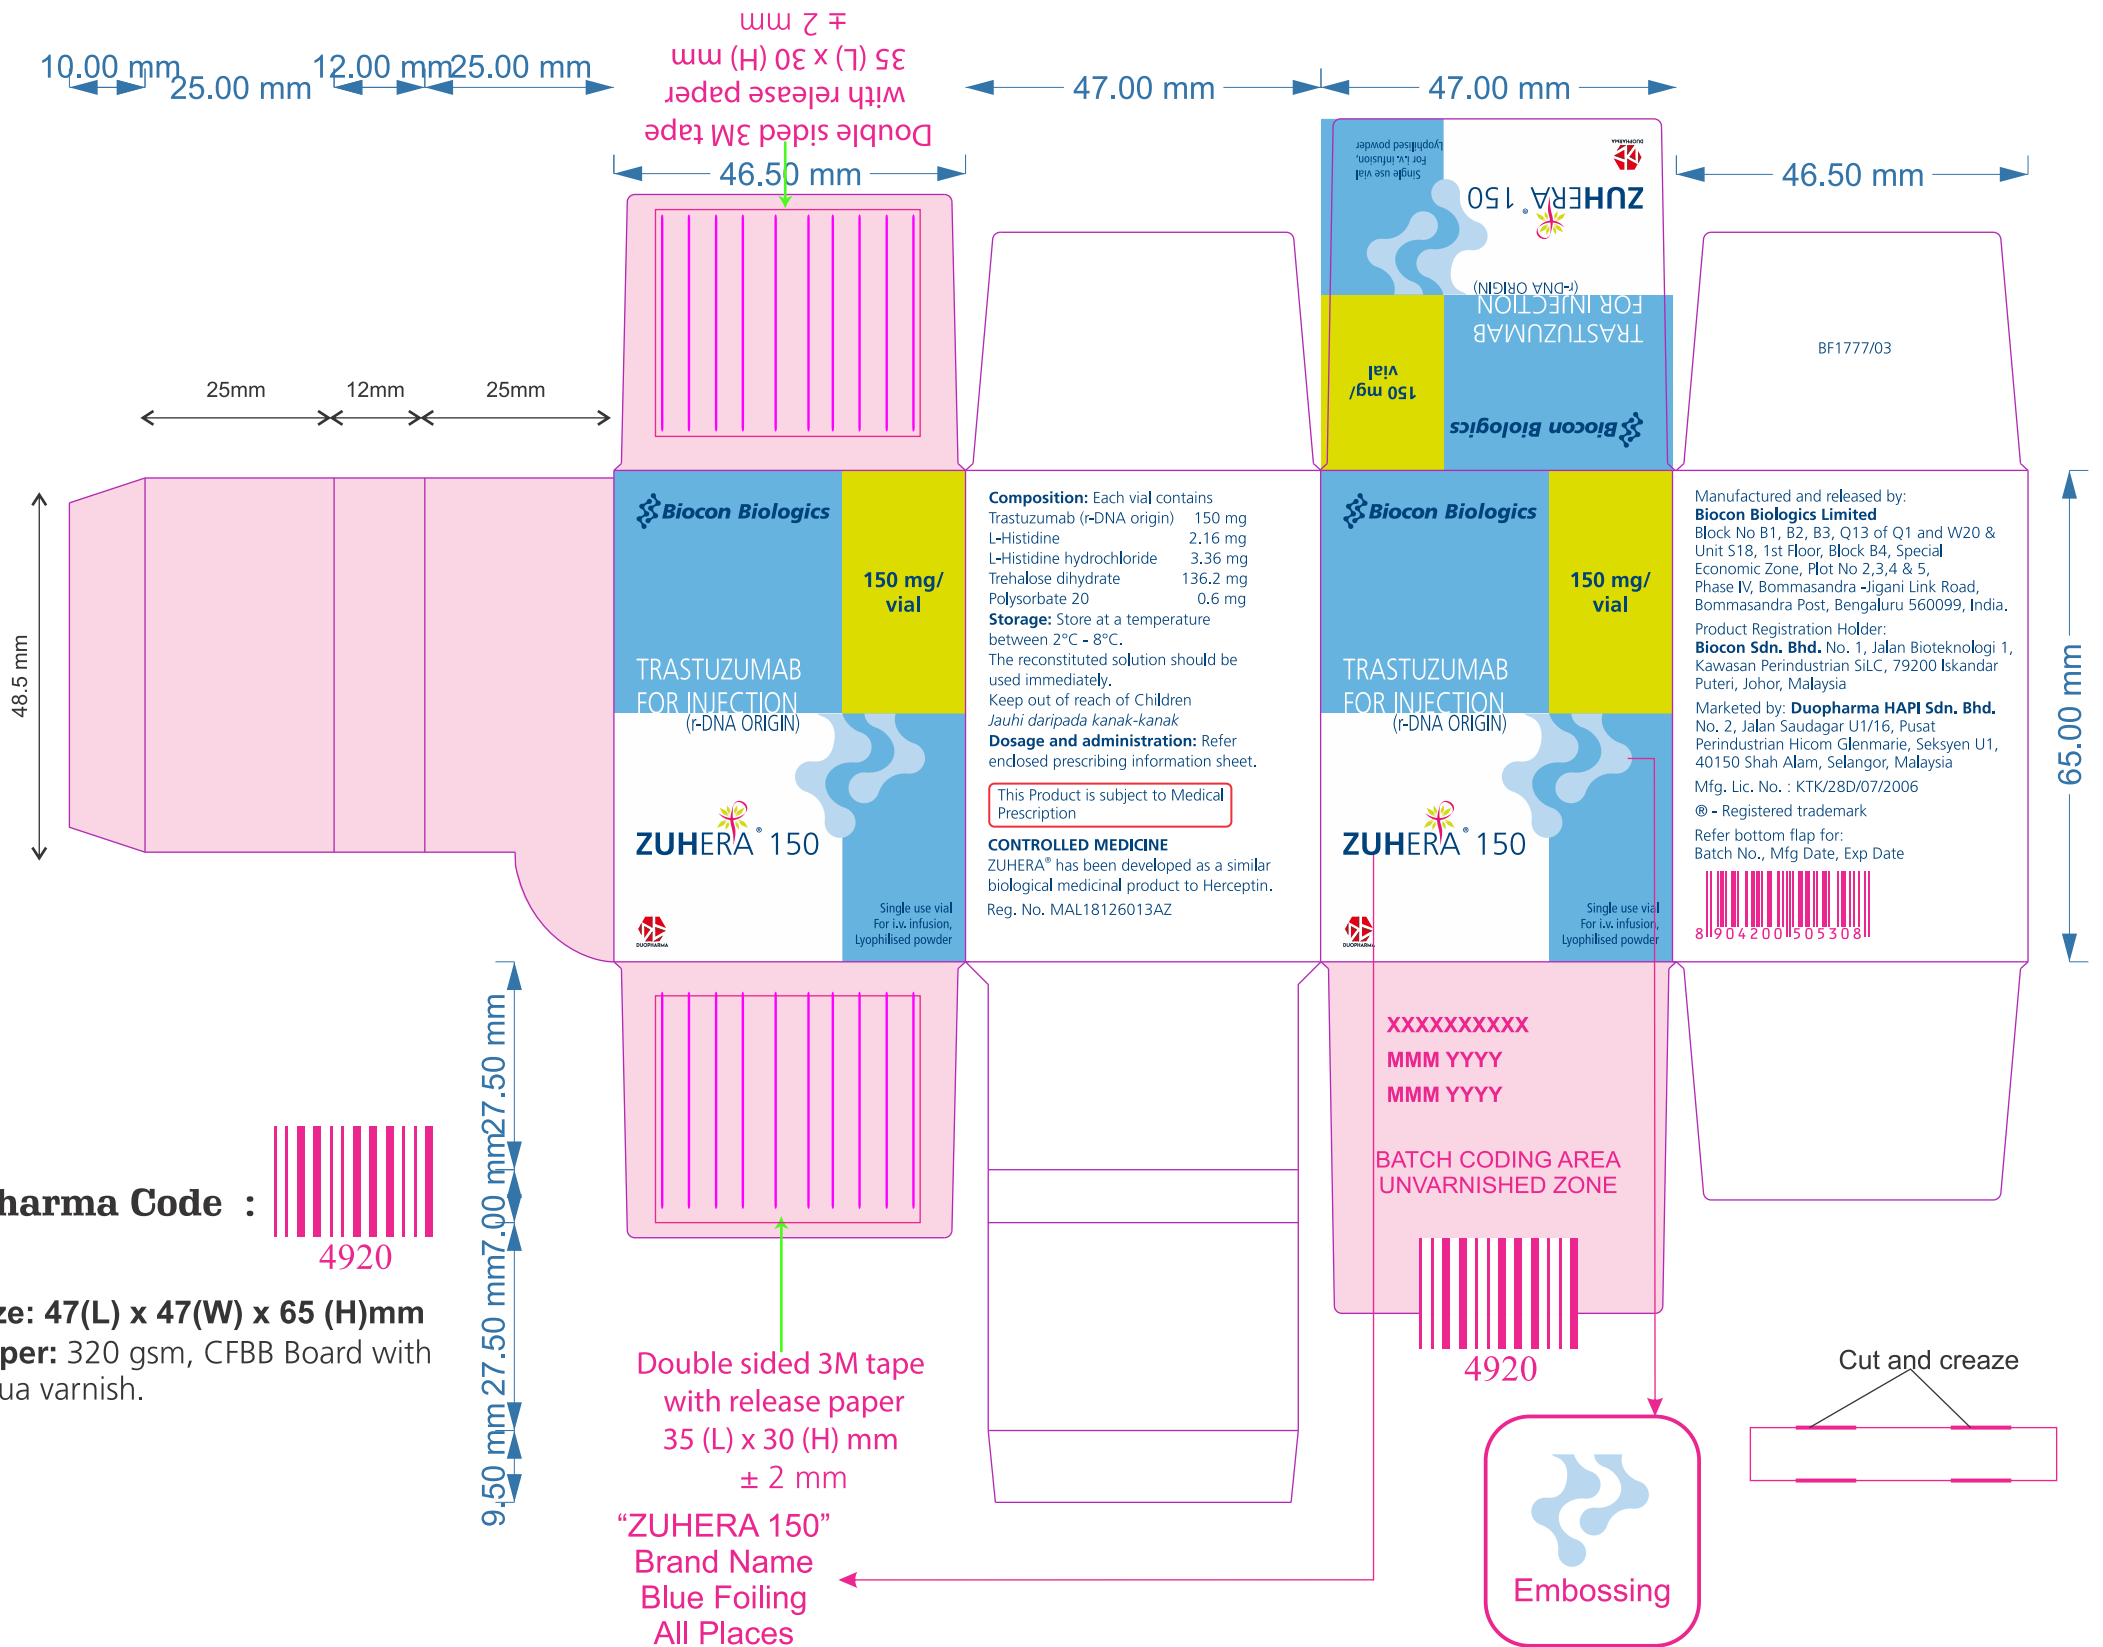 10.00 mm
25.00 mm
12.00 mm
25.00 mm
Double sided 3M tape
with release paper
35 (L) x 30 (H) mm
± 2 mm
46.50 mm
47.00 mm
47.00 mm
46.50 mm
25mm
12mm
25mm
48.5 mm
Biocon Biologics
150 mg/
vial
TRASTUZUMAB
FOR INJECTION
(r-DNA ORIGIN)
ZUHERA® 150
DUOPHARMA
Single use vial
For i.v. infusion,
Lyophilised powder
BF1777/03
Biocon Biologics
150 mg/
vial
TRASTUZUMAB
FOR INJECTION
(r-DNA ORIGIN)
ZUHERA® 150
DUOPHARMA
Single use vial
For i.v. infusion,
Lyophilised powder
Composition: Each vial contains
Trastuzumab (r-DNA origin) 150 mg
L-Histidine 2.16 mg
L-Histidine hydrochloride 3.36 mg
Trehalose dihydrate 136.2 mg
Polysorbate 20 0.6 mg
Storage: Store at a temperature
between 2°C - 8°C.
The reconstituted solution should be
used immediately.
Keep out of reach of Children
Jauhi daripada kanak-kanak
Dosage and administration: Refer
enclosed prescribing information sheet.
This Product is subject to Medical
Prescription
CONTROLLED MEDICINE
ZUHERA® has been developed as a similar
biological medicinal product to Herceptin.
Reg. No. MAL18126013AZ
Biocon Biologics
150 mg/
vial
TRASTUZUMAB
FOR INJECTION
(r-DNA ORIGIN)
ZUHERA® 150
DUOPHARMA
Single use vial
For i.v. infusion,
Lyophilised powder
Manufactured and released by:
Biocon Biologics Limited
Block No B1, B2, B3, Q13 of Q1 and W20 &
Unit S18, 1st Floor, Block B4, Special
Economic Zone, Plot No 2,3,4 & 5,
Phase IV, Bommasandra -Jigani Link Road,
Bommasandra Post, Bengaluru 560099, India.
Product Registration Holder:
Biocon Sdn. Bhd. No. 1, Jalan Bioteknologi 1,
Kawasan Perindustrian SiLC, 79200 Iskandar
Puteri, Johor, Malaysia
Marketed by: Duopharma HAPI Sdn. Bhd.
No. 2, Jalan Saudagar U1/16, Pusat
Perindustrian Hicom Glenmarie, Seksyen U1,
40150 Shah Alam, Selangor, Malaysia
Mfg. Lic. No. : KTK/28D/07/2006
® - Registered trademark
Refer bottom flap for:
Batch No., Mfg Date, Exp Date
8 904200 505308
65.00 mm
27.50 mm
7.00 mm
27.50 mm
9.50 mm
harma Code :
4920
ze: 47(L) x 47(W) x 65 (H)mm
per: 320 gsm, CFBB Board with
ua varnish.
Double sided 3M tape
with release paper
35 (L) x 30 (H) mm
± 2 mm
“ZUHERA 150”
Brand Name
Blue Foiling
All Places
XXXXXXXXXX
MMM YYYY
MMM YYYY
BATCH CODING AREA
UNVARNISHED ZONE
4920
Embossing
Cut and creaze